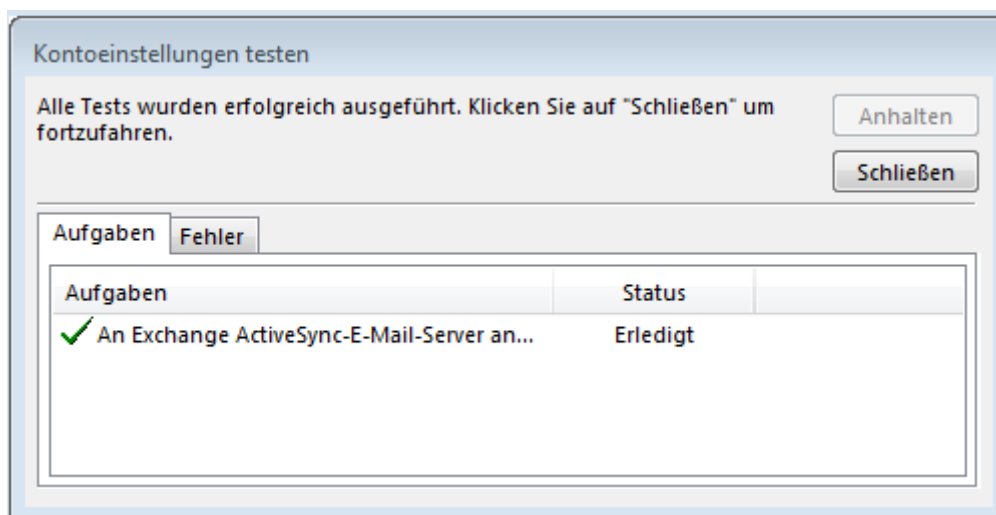 Kontoeinstellungen testen
Alle Tests wurden erfolgreich ausgeführt. Klicken Sie auf "Schließen" um
fortzufahren.
Anhalten
Schließen
Aufgaben
Fehler
Aufgaben
Status
An Exchange ActiveSync-E-Mail-Server an...
Erledigt